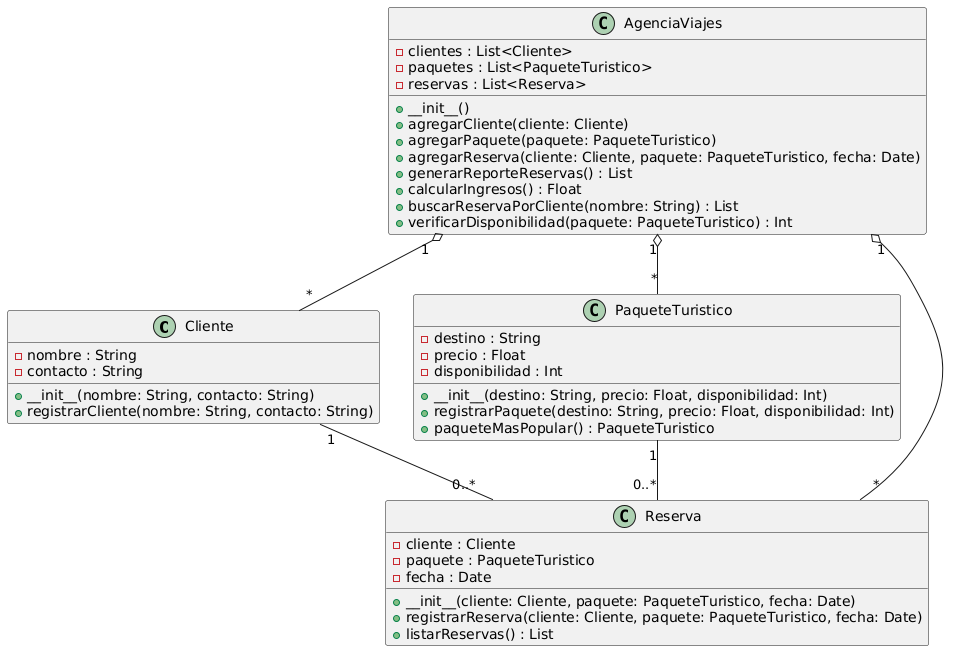 C AgenciaViajes
clientes : List<Cliente>
paquetes : List<PaqueteTuristico>
reservas : List<Reserva>
__init__()
agregarCliente(cliente: Cliente)
agregarPaquete(paquete: PaqueteTuristico)
agregarReserva(cliente: Cliente, paquete: PaqueteTuristico, fecha: Date)
generarReporteReservas() : List
calcularIngresos() : Float
buscarReservaPorCliente(nombre: String) : List
verificarDisponibilidad(paquete: PaqueteTuristico) : Int
1
1
1
*
*
C Cliente
nombre : String
contacto : String
__init__(nombre: String, contacto: String)
registrarCliente(nombre: String, contacto: String)
C PaqueteTuristico
destino : String
precio : Float
disponibilidad : Int
__init__(destino: String, precio: Float, disponibilidad: Int)
registrarPaquete(destino: String, precio: Float, disponibilidad: Int)
paqueteMasPopular() : PaqueteTuristico
1
1
0..*
0..*
*
C Reserva
cliente : Cliente
paquete : PaqueteTuristico
fecha : Date
__init__(cliente: Cliente, paquete: PaqueteTuristico, fecha: Date)
registrarReserva(cliente: Cliente, paquete: PaqueteTuristico, fecha: Date)
listarReservas() : List